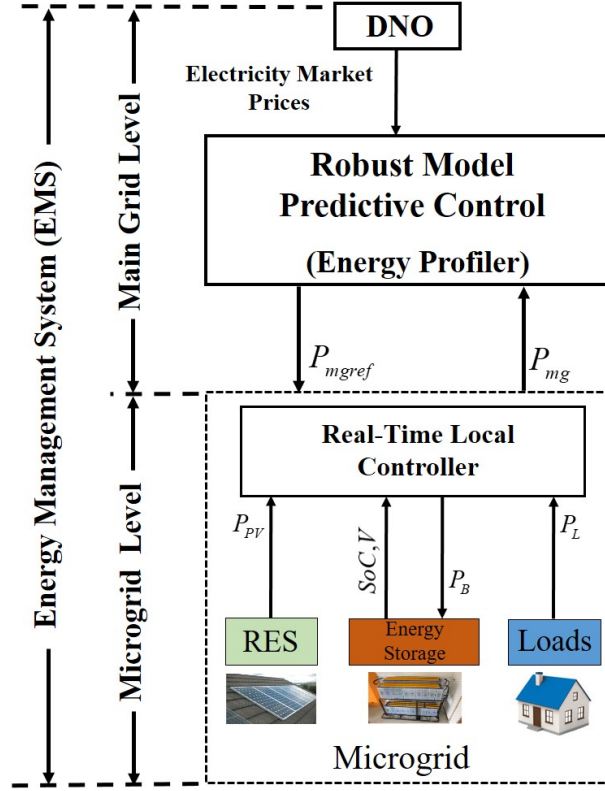 DNO
Electricity Market
Prices
Robust Model
Predictive Control
(Energy Profiler)
P_mgref
P_mg
Real-Time Local
Controller
P_PV
SoC,V
P_B
P_L
RES
Energy
Storage
Loads
Microgrid
Energy Management System (EMS)
Main Grid Level
Microgrid Level